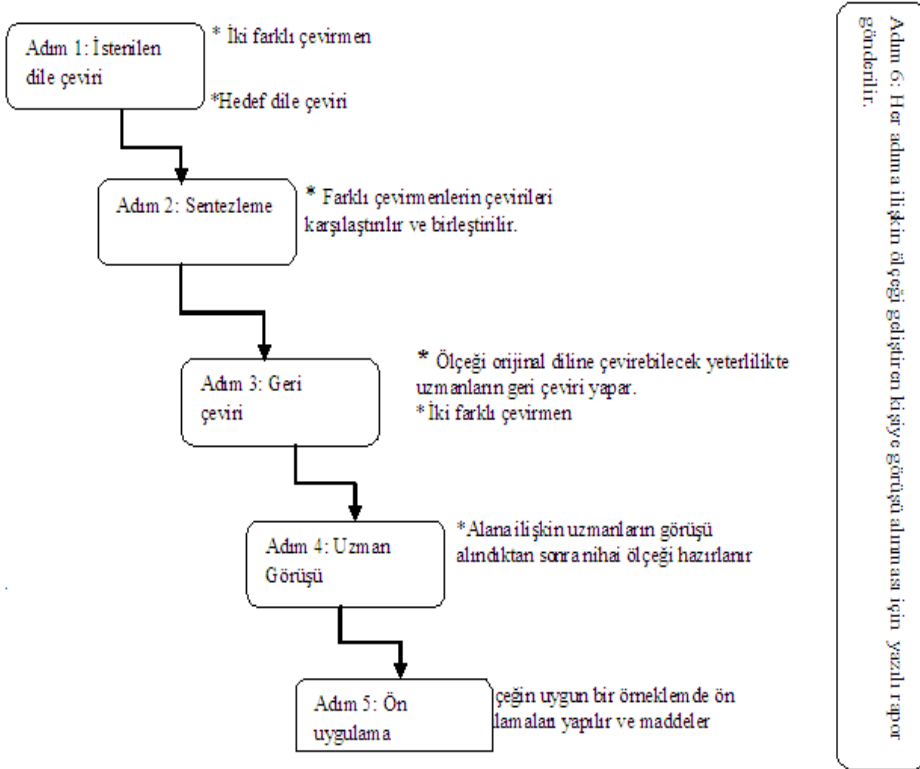 Adım 1: İstenilen
dile çeviri
* İki farklı çevirmen
*Hedef dile çeviri
Adım 2: Sentezleme
* Farklı çevirmenlerin çevirileri
karşılaştırılır ve birleştirilir.
Adım 3: Geri
çeviri
* Ölçeği orijinal diline çevirebilecek yeterlilikte
uzmanların geri çeviri yapar.
* İki farklı çevirmen
Adım 4: Uzman
Görüşü
*Alana ilişkin uzmanların görüşü
alındıktan sonra nihai ölçeği hazırlanır
Adım 5: Ön
uygulama
çeğin uygun bir örneklemde ön
lamaları yapılır ve maddeler
Adım 6: Her adıma ilişkin ölçeği geliştiren kişiye görüşü alınması için yazılı rapor
gönderilir.